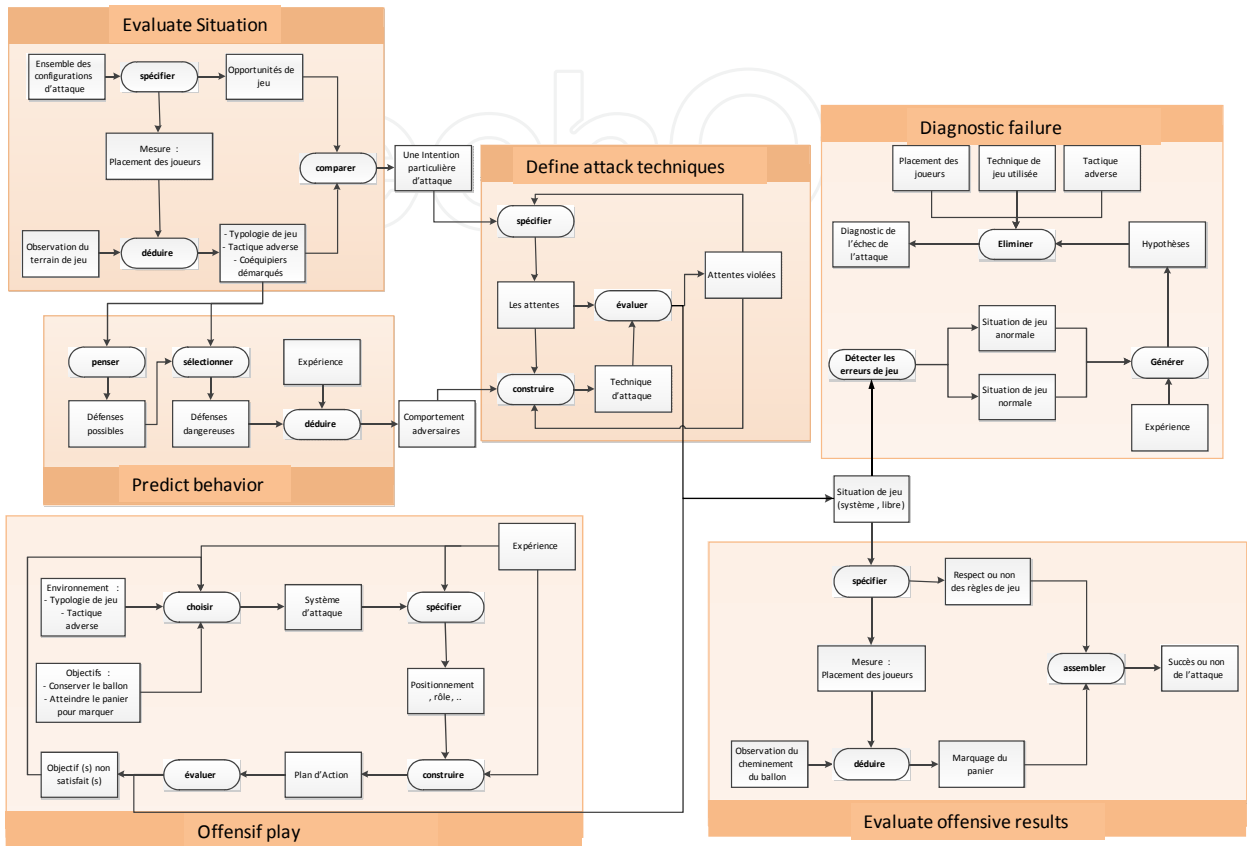 Evaluate Situation
Ensemble des
configurations
d'attaque
spécifier
Opportunités de
jeu
Mesure :
Placement des joueurs
comparer
Une Intention
particulière
d'attaque
Observation du
terrain de jeu
déduire
- Typologie de jeu
- Tactique adverse
- Coéquipiers
démarqués
Define attack techniques
spécifier
Les attentes
évaluer
Attentes violées
construire
Technique
d'attaque
Diagnostic failure
Placement des
joueurs
Technique de
jeu utilisée
Tactique
adverse
Diagnostic de
l'échec de
l'attaque
Eliminer
Hypothèses
Situation de jeu
anormale
Détecter les
erreurs de jeu
Générer
Situation de jeu
normale
Expérience
penser
sélectionner
Expérience
Défenses
possibles
Défenses
dangereuses
déduire
Comportement
adversaires
Predict behavior
Situation de jeu
(système , libre)
Expérience
Environnement :
- Typologie de jeu
- Tactique
adverse
choisir
Système
d'attaque
spécifier
Objectifs :
- Conserver le ballon
- Atteindre le panier
pour marquer
Positionnement
, rôle, ..
Objectif (s) non
satisfait (s)
évaluer
Plan d'Action
construire
Offensif play
spécifier
Respect ou non
des règles de jeu
Mesure :
Placement des joueurs
assembler
Succès ou non
de l'attaque
Observation du
cheminement
du ballon
déduire
Marquage du
panier
Evaluate offensive results